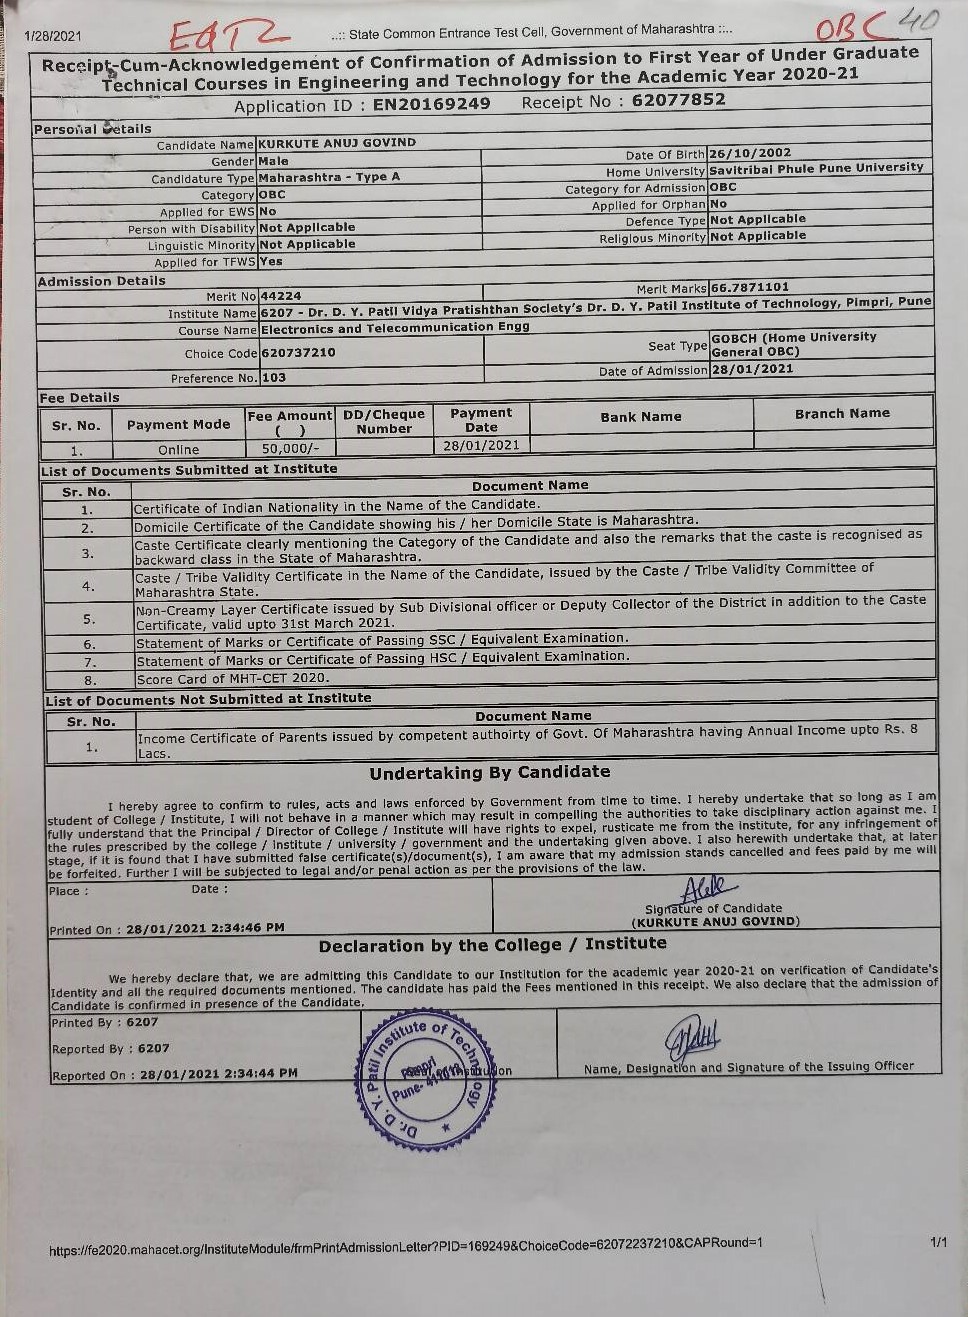 1/28/2021
E&T 2
..:: State Common Entrance Test Cell, Government of Maharashtra ::..
OBC 40
Receipt-Cum-Acknowledgement of Confirmation of Admission to First Year of Under Graduate
Technical Courses in Engineering and Technology for the Academic Year 2020-21
Application ID : EN20169249 Receipt No : 62077852
Personal Details
Candidate Name KURKUTE ANUJ GOVIND
Gender Male Date Of Birth 26/10/2002
Candidature Type Maharashtra - Type A Home University Savitribai Phule Pune University
Category OBC Category for Admission OBC
Applied for EWS No Applied for Orphan No
Person with Disability Not Applicable Defence Type Not Applicable
Linguistic Minority Not Applicable Religious Minority Not Applicable
Applied for TFWS Yes
Admission Details
Merit No 44224 Merit Marks 66.7871101
Institute Name 6207 - Dr. D. Y. Patil Vidya Pratishthan Society's Dr. D. Y. Patil Institute of Technology, Pimpri, Pune
Course Name Electronics and Telecommunication Engg
Choice Code 620737210 Seat Type GOBCH (Home University
General OBC)
Preference No. 103 Date of Admission 28/01/2021
Fee Details
Sr. No. Payment Mode Fee Amount ( ) DD/Cheque Number Payment Date Bank Name Branch Name
1. Online 50,000/- 28/01/2021
List of Documents Submitted at Institute
Sr. No. Document Name
1. Certificate of Indian Nationality in the Name of the Candidate.
2. Domicile Certificate of the Candidate showing his / her Domicile State is Maharashtra.
3. Caste Certificate clearly mentioning the Category of the Candidate and also the remarks that the caste is recognised as
backward class in the State of Maharashtra.
4. Caste / Tribe Validity Certificate in the Name of the Candidate, issued by the Caste / Tribe Validity Committee of
Maharashtra State.
5. Non-Creamy Layer Certificate issued by Sub Divisional officer or Deputy Collector of the District in addition to the Caste
Certificate, valid upto 31st March 2021.
6. Statement of Marks or Certificate of Passing SSC / Equivalent Examination.
7. Statement of Marks or Certificate of Passing HSC / Equivalent Examination.
8. Score Card of MHT-CET 2020.
List of Documents Not Submitted at Institute
Sr. No. Document Name
1. Income Certificate of Parents issued by competent authoirty of Govt. Of Maharashtra having Annual Income upto Rs. 8
Lacs.
Undertaking By Candidate
I hereby agree to confirm to rules, acts and laws enforced by Government from time to time. I hereby undertake that so long as I am
student of College / Institute, I will not behave in a manner which may result in compelling the authorities to take disciplinary action against me. I
fully understand that the Principal / Director of College / Institute will have rights to expel, rusticate me from the institute, for any infringement of
the rules prescribed by the college / institute / university / government and the undertaking given above. I also herewith undertake that, at later
stage, if it is found that I have submitted false certificate(s)/document(s), I am aware that my admission stands cancelled and fees paid by me will
be forfeited. Further I will be subjected to legal and/or penal action as per the provisions of the law.
Place : Date :
Signature of Candidate
Printed On : 28/01/2021 2:34:46 PM (KURKUTE ANUJ GOVIND)
Declaration by the College / Institute
We hereby declare that, we are admitting this Candidate to our Institution for the academic year 2020-21 on verification of Candidate's
Identity and all the required documents mentioned. The candidate has paid the Fees mentioned in this receipt. We also declare that the admission of
Candidate is confirmed in presence of the Candidate.
Printed By : 6207
Reported By : 6207
Reported On : 28/01/2021 2:34:44 PM
Dr. D. Y. Patil Institute of Technology
Pimpri
Pune- 411018
Name, Designation and Signature of the Issuing Officer
https://fe2020.mahacet.org/InstituteModule/frmPrintAdmissionLetter?PID=169249&ChoiceCode=62072237210&CAPRound=1
1/1